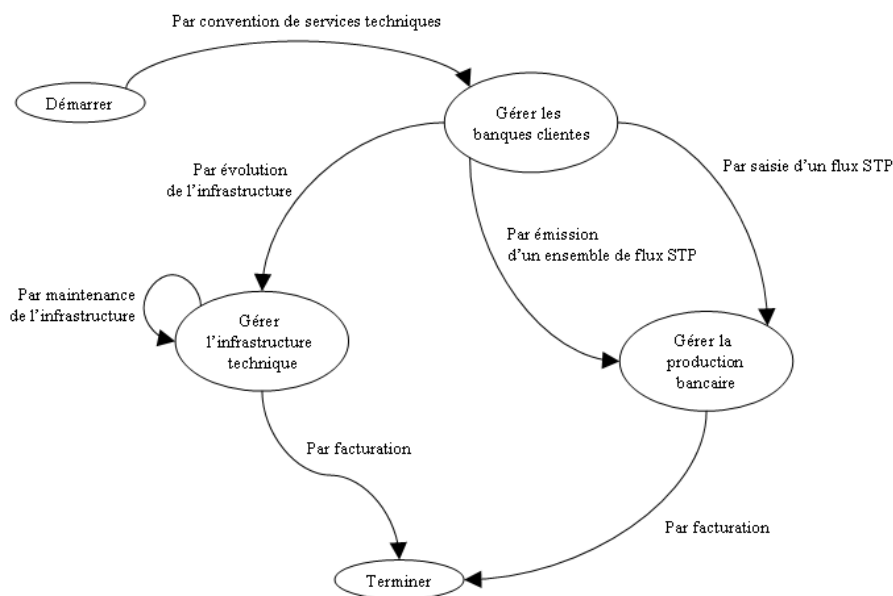 Par convention de services techniques
Démarrer
Gérer les
banques clientes
Par évolution
de l'infrastructure
Par saisie d'un flux STP
Par émission
d'un ensemble de flux STP
Par maintenance
de l'infrastructure
Gérer
l'infrastructure
technique
Gérer la
production
bancaire
Par facturation
Par facturation
Terminer